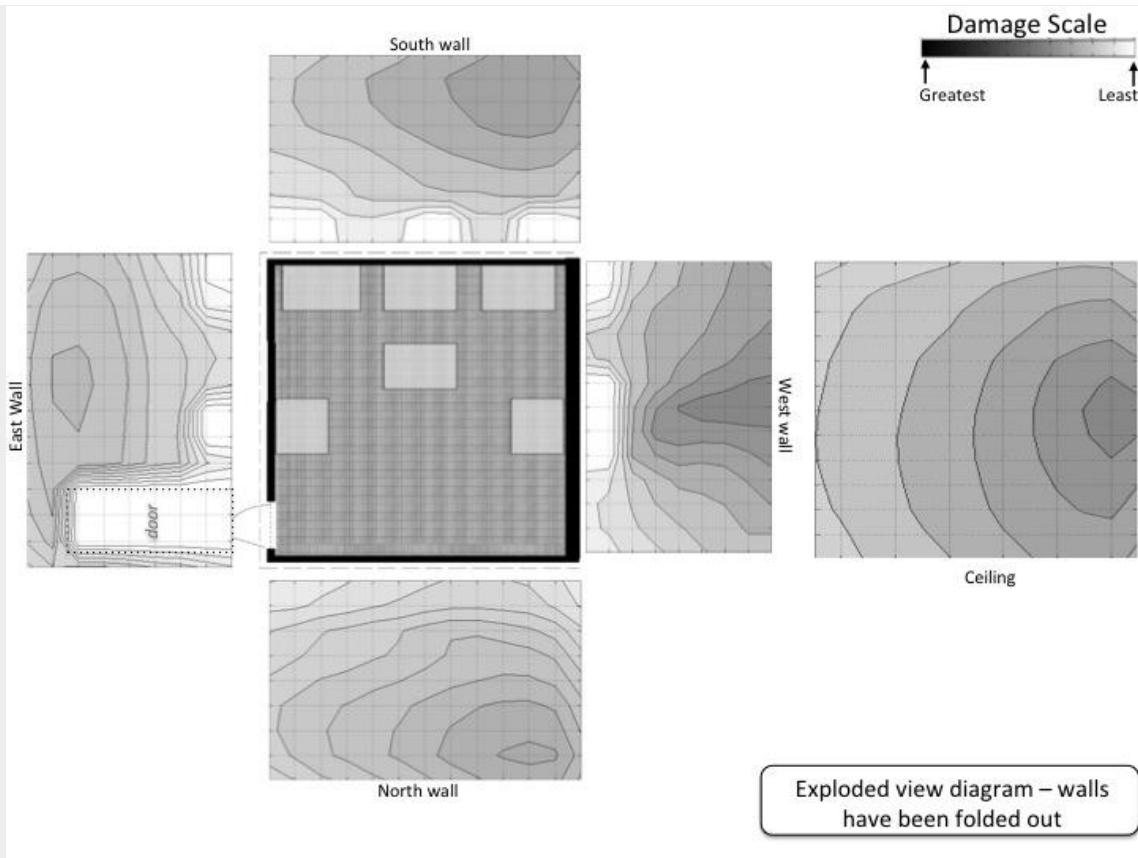 Damage Scale
Greatest
Least
South wall
East Wall
door
West wall
Ceiling
North wall
Exploded view diagram – walls
have been folded out